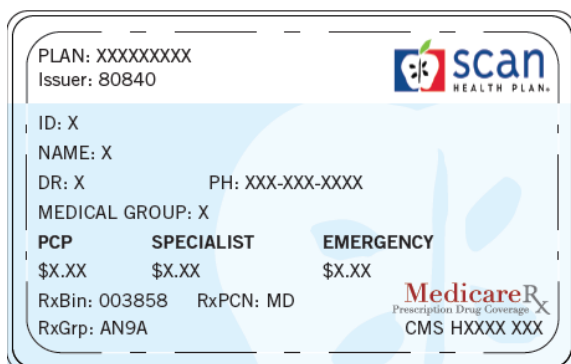 PLAN: XXXXXXXXX
Issuer: 80840
scan
HEALTH PLAN.
ID: X
NAME: X
DR: X PH: XXX-XXX-XXXX
MEDICAL GROUP: X
PCP SPECIALIST EMERGENCY
$X.XX $X.XX $X.XX
RxBin: 003858 RxPCN: MD
MedicareRx
Prescription Drug Coverage
RxGrp: AN9A CMS HXXXX XXX